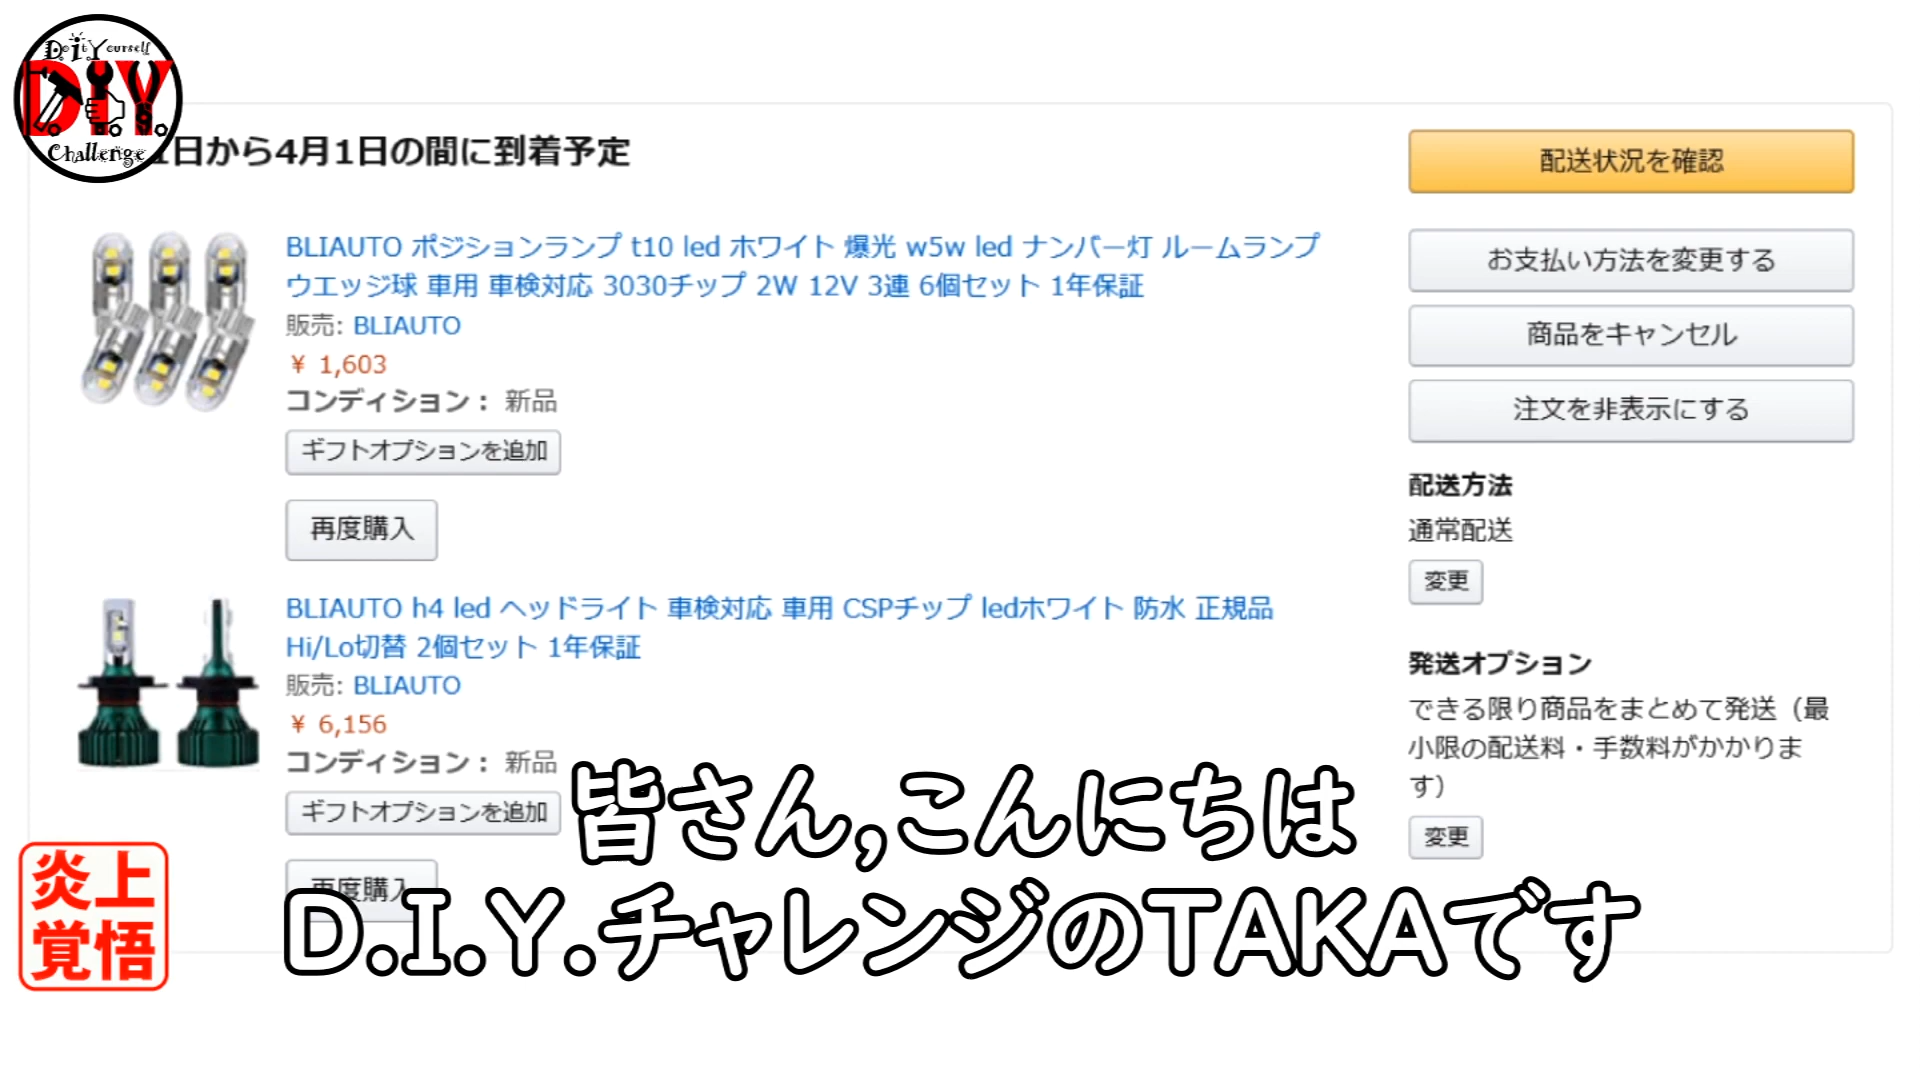 Do it Yourself
DIY
Challenge
1日から4月1日の間に到着予定
BLIAUTO ポジションランプ t10 led ホワイト 爆光 w5w led ナンバー灯 ルームランプ
ウエッジ球 車用 車検対応 3030チップ 2W 12V 3連 6個セット 1年保証
販売: BLIAUTO
¥ 1,603
コンディション： 新品
ギフトオプションを追加
再度購入
BLIAUTO h4 led ヘッドライト 車検対応 車用 CSPチップ ledホワイト 防水 正規品
Hi/Lo切替 2個セット 1年保証
販売: BLIAUTO
¥ 6,156
コンディション： 新品
ギフトオプションを追加
再度購入
配送状況を確認
お支払い方法を変更する
商品をキャンセル
注文を非表示にする
配送方法
通常配送
変更
発送オプション
できる限り商品をまとめて発送（最
小限の配送料・手数料がかかりま
す）
変更
皆さん,こんにちは
D.I.Y.チャレンジのTAKAです
炎上
覚悟